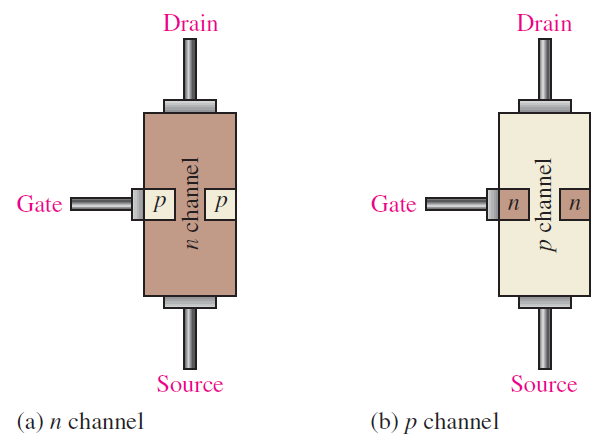 Drain
Drain
Gate
p
n channel
p
Gate
n
p channel
n
Source
Source
(a) n channel
(b) p channel